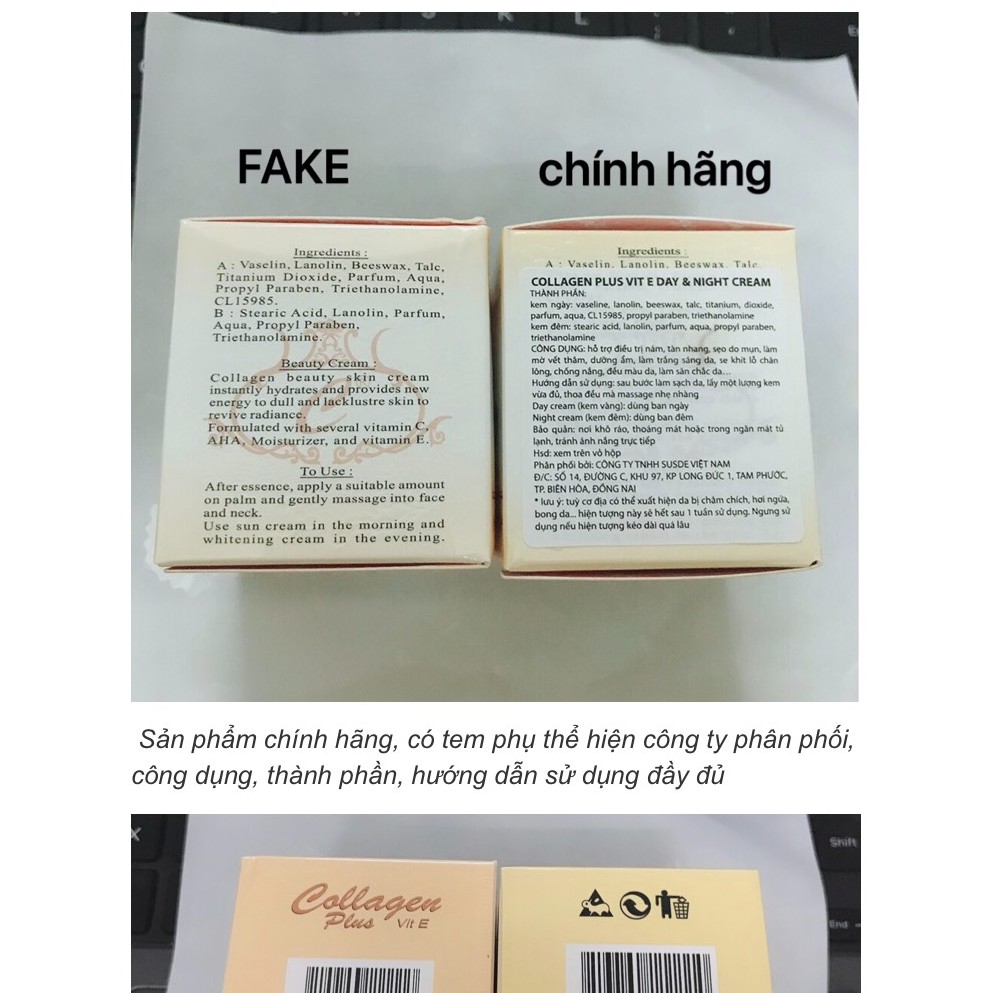 FAKE
chính hãng
Ingredients :
A : Vaselin, Lanolin, Beeswax, Talc,
Titanium Dioxide, Parfum, Aqua,
Propyl Paraben, Triethanolamine,
CL15985.
B : Stearic Acid, Lanolin, Parfum,
Aqua, Propyl Paraben,
Triethanolamine.
Beauty Cream :
Collagen beauty skin cream
instantly hydrates and provides new
energy to dull and lacklustre skin to
revive radiance.
Formulated with several vitamin C,
AHA, Moisturizer, and vitamin E.
To Use :
After essence, apply a suitable amount
on palm and gently massage into face
and neck.
Use sun cream in the morning and
whitening cream in the evening.
Ingredients :
A : Vaselin, Lanolin, Beeswax, Talc,
COLLAGEN PLUS VIT E DAY & NIGHT CREAM
THÀNH PHẦN:
kem ngày: vaseline, lanolin, beeswax, talc, titanium, dioxide,
parfum, aqua, CL15985, propyl paraben, triethanolamine
kem đêm: stearic acid, lanolin, parfum, aqua, propyl paraben,
triethanolamine
CÔNG DỤNG: hỗ trợ điều trị nám, tàn nhang, sẹo do mụn, làm
mờ vết thâm, dưỡng ẩm, làm trắng sáng da, se khít lỗ chân
lông, chống nắng, đều màu da, làm săn chắc da...
Hướng dẫn sử dụng: sau bước làm sạch da, lấy một lượng kem
vừa đủ, thoa đều mà massage nhẹ nhàng
Day cream (kem vàng): dùng ban ngày
Night cream (kem đêm): dùng ban đêm
Bảo quản: nơi khô ráo, thoáng mát hoặc trong ngăn mát tủ
lạnh, tránh ánh nắng trực tiếp
Hsd: xem trên vỏ hộp
Phân phối bởi: CÔNG TY TNHH SUSDE VIỆT NAM
Đ/C: SỐ 14, ĐƯỜNG C, KHU 97, KP LONG ĐỨC 1, TAM PHƯỚC,
TP. BIÊN HÒA, ĐỒNG NAI
* lưu ý: tuỳ cơ địa có thể xuất hiện da bị châm chích, hơi ngứa,
bong da... hiện tượng này sẽ hết sau 1 tuần sử dụng. Ngưng sử
dụng nếu hiện tượng kéo dài quá lâu
Sản phẩm chính hãng, có tem phụ thể hiện công ty phân phối,
công dụng, thành phần, hướng dẫn sử dụng đầy đủ
Shift
Collagen
Plus Vit E